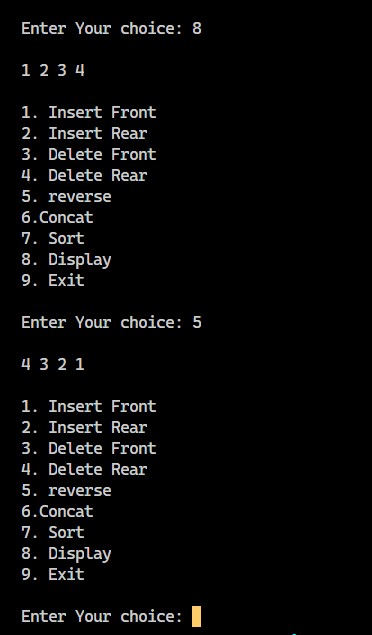 Enter Your choice: 8
1 2 3 4
1. Insert Front
2. Insert Rear
3. Delete Front
4. Delete Rear
5. reverse
6.Concat
7. Sort
8. Display
9. Exit
Enter Your choice: 5
4 3 2 1
1. Insert Front
2. Insert Rear
3. Delete Front
4. Delete Rear
5. reverse
6.Concat
7. Sort
8. Display
9. Exit
Enter Your choice: